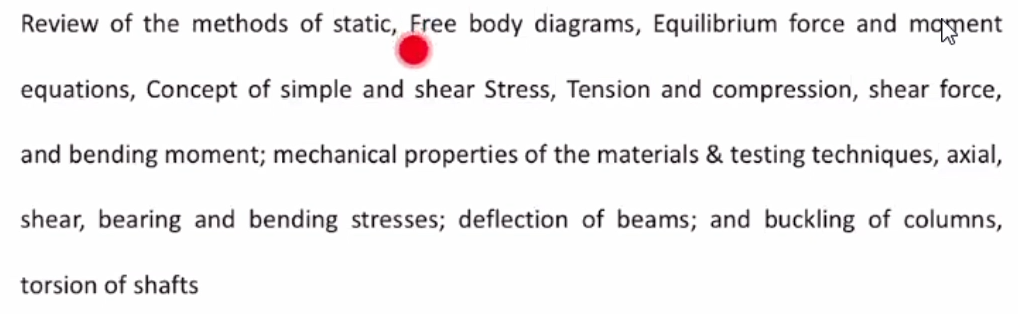 Review of the methods of static, Free body diagrams, Equilibrium force and moment
equations, Concept of simple and shear Stress, Tension and compression, shear force,
and bending moment; mechanical properties of the materials & testing techniques, axial,
shear, bearing and bending stresses; deflection of beams; and buckling of columns,
torsion of shafts